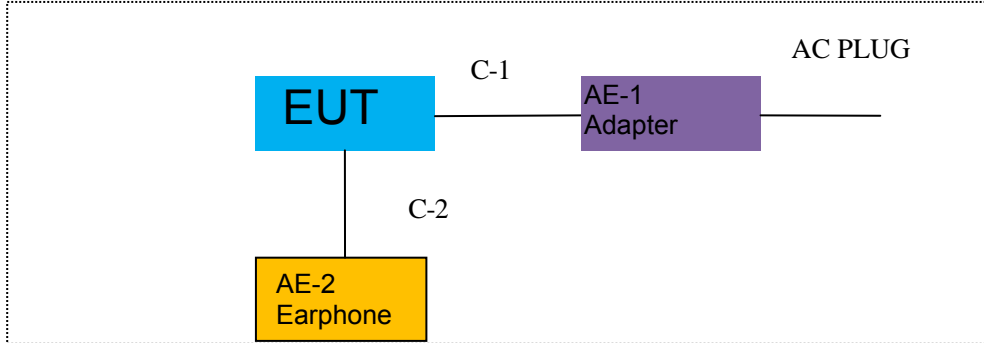 AC PLUG
C-1
EUT
AE-1
Adapter
C-2
AE-2
Earphone